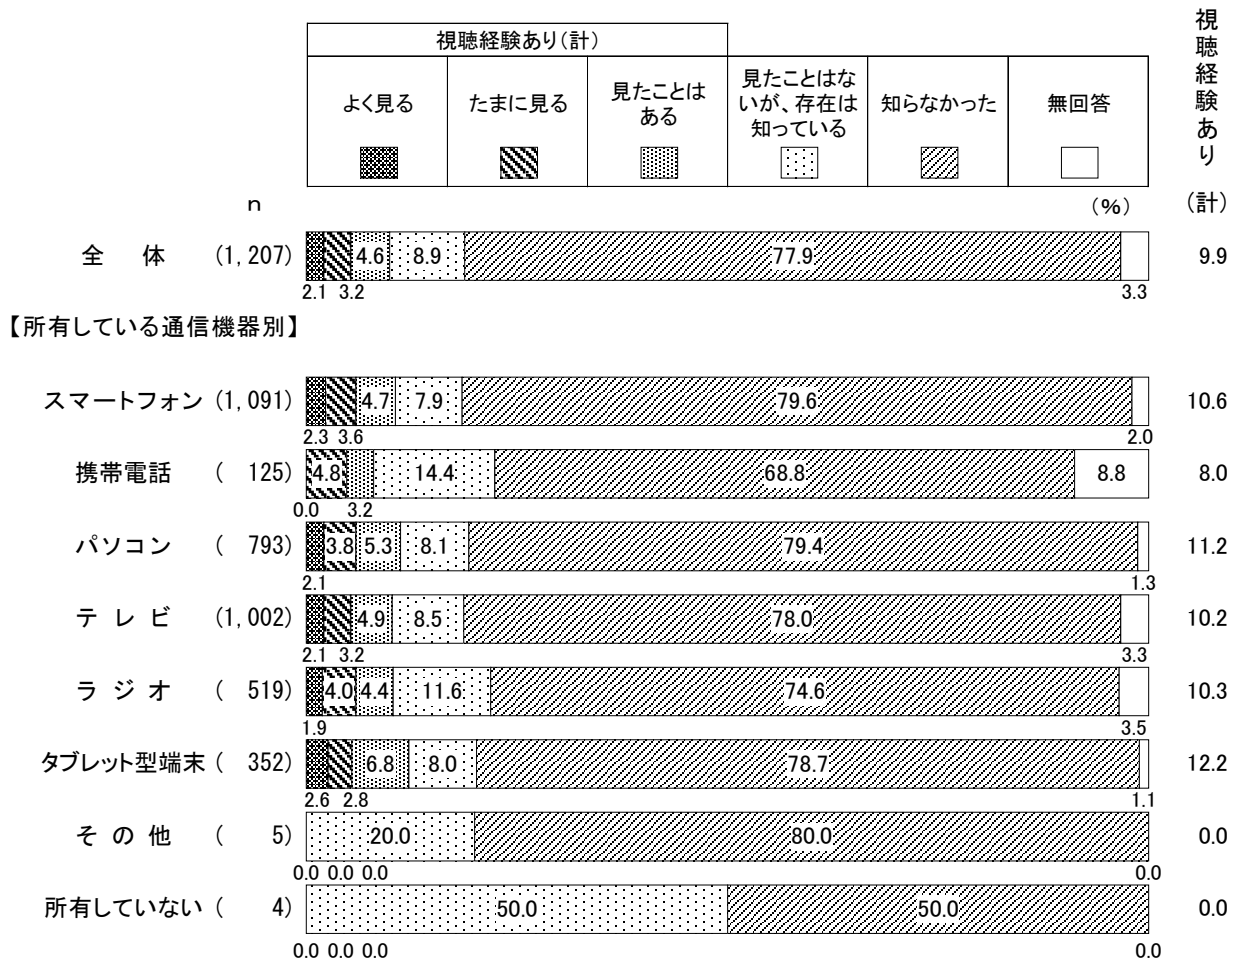 視聴経験あり(計)
よく見る
たまに見る
見たことは
ある
見たことはな
いが、存在は
知っている
知らなかった
無回答
視聴経験あり
(計)
n
(%)
全 体 (1,207) 4.6 8.9 77.9 9.9
2.1 3.2 3.3
【所有している通信機器別】
スマートフォン (1,091) 4.7 7.9 79.6 10.6
2.3 3.6 2.0
携帯電話 ( 125) 4.8 14.4 68.8 8.8 8.0
0.0 3.2
パソコン ( 793) 3.8 5.3 8.1 79.4 11.2
2.1 1.3
テ レ ビ (1,002) 4.9 8.5 78.0 10.2
2.1 3.2 3.3
ラ ジ オ ( 519) 4.0 4.4 11.6 74.6 10.3
1.9 3.5
タブレット型端末 ( 352) 6.8 8.0 78.7 12.2
2.6 2.8 1.1
そ の 他 ( 5) 20.0 80.0 0.0
0.0 0.0 0.0 0.0
所有していない ( 4) 50.0 50.0 0.0
0.0 0.0 0.0 0.0